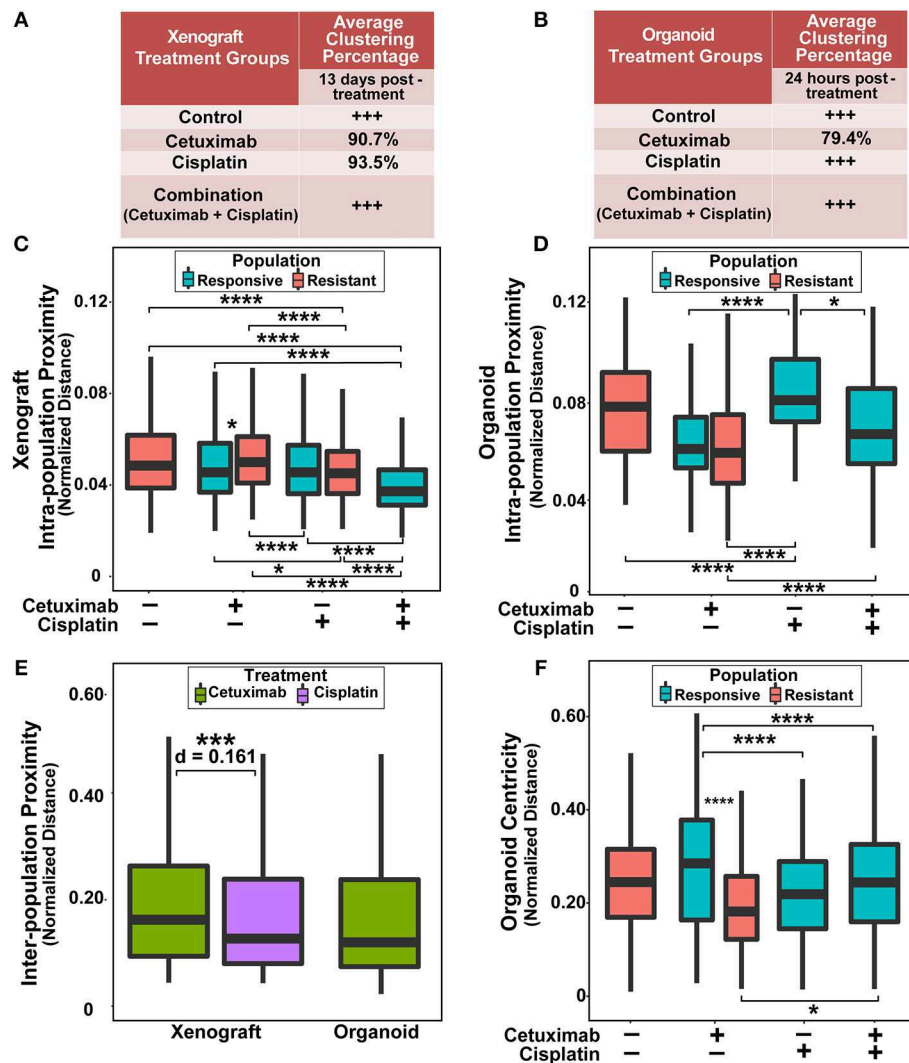 A
Xenograft
Treatment Groups
Average
Clustering
Percentage
13 days post -
treatment
Control
+++
Cetuximab
90.7%
Cisplatin
93.5%
Combination
(Cetuximab + Cisplatin)
+++
B
Organoid
Treatment Groups
Average
Clustering
Percentage
24 hours post -
treatment
Control
+++
Cetuximab
79.4%
Cisplatin
+++
Combination
(Cetuximab + Cisplatin)
+++
C
Population
Responsive Resistant
Xenograft
Intra-population Proximity
(Normalized Distance)
0.12
0.08
0.04
0
****
****
****
****
*
****
****
*
****
****
Cetuximab − + − +
Cisplatin − − + +
D
Population
Responsive Resistant
Organoid
Intra-population Proximity
(Normalized Distance)
0.12
0.08
0.04
0
****
*
****
****
****
Cetuximab − + − +
Cisplatin − − + +
E
Treatment
Cetuximab Cisplatin
Inter-population Proximity
(Normalized Distance)
0.60
0.40
0.20
0
***
d = 0.161
Xenograft Organoid
F
Population
Responsive Resistant
Organoid Centricity
(Normalized Distance)
0.60
0.40
0.20
0
****
****
****
*
Cetuximab − + − +
Cisplatin − − + +